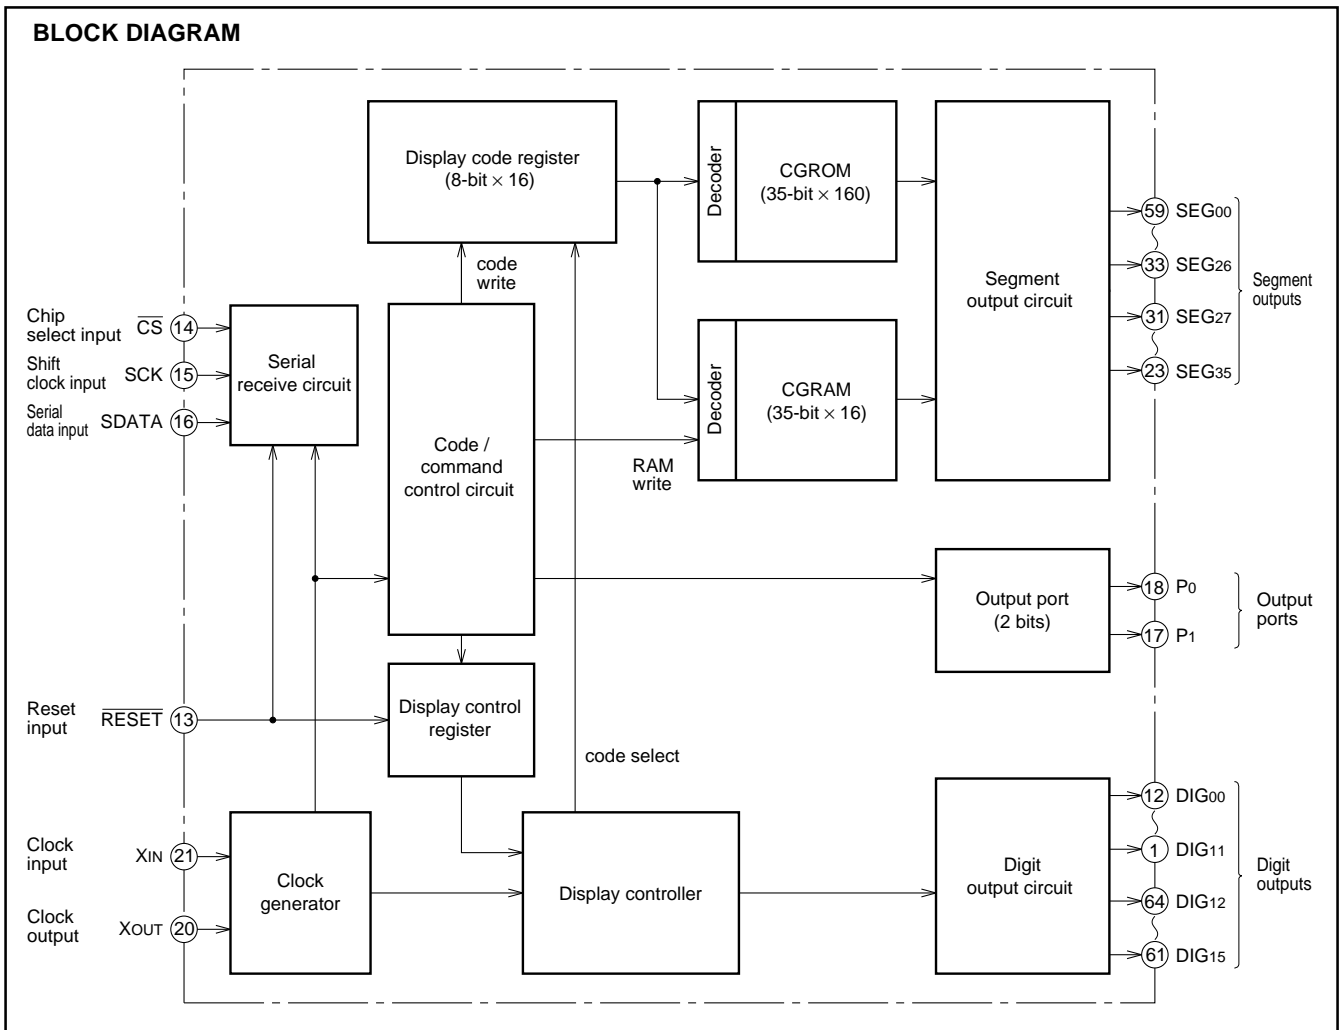 BLOCK DIAGRAM
Display code register
(8-bit × 16)
Decoder
CGROM
(35-bit × 160)
Segment
output circuit
59 SEG00
33 SEG26
31 SEG27
23 SEG35
Segment
outputs
code
write
Chip
select input
CS 14
Shift
clock input
SCK 15
Serial
data input
SDATA 16
Serial
receive circuit
Code /
command
control circuit
Decoder
CGRAM
(35-bit × 16)
RAM
write
Output port
(2 bits)
18 P0
17 P1
Output
ports
Reset
input
RESET 13
Display control
register
code select
Clock
input
XIN 21
Clock
output
XOUT 20
Clock
generator
Display controller
Digit
output circuit
12 DIG00
1 DIG11
64 DIG12
61 DIG15
Digit
outputs